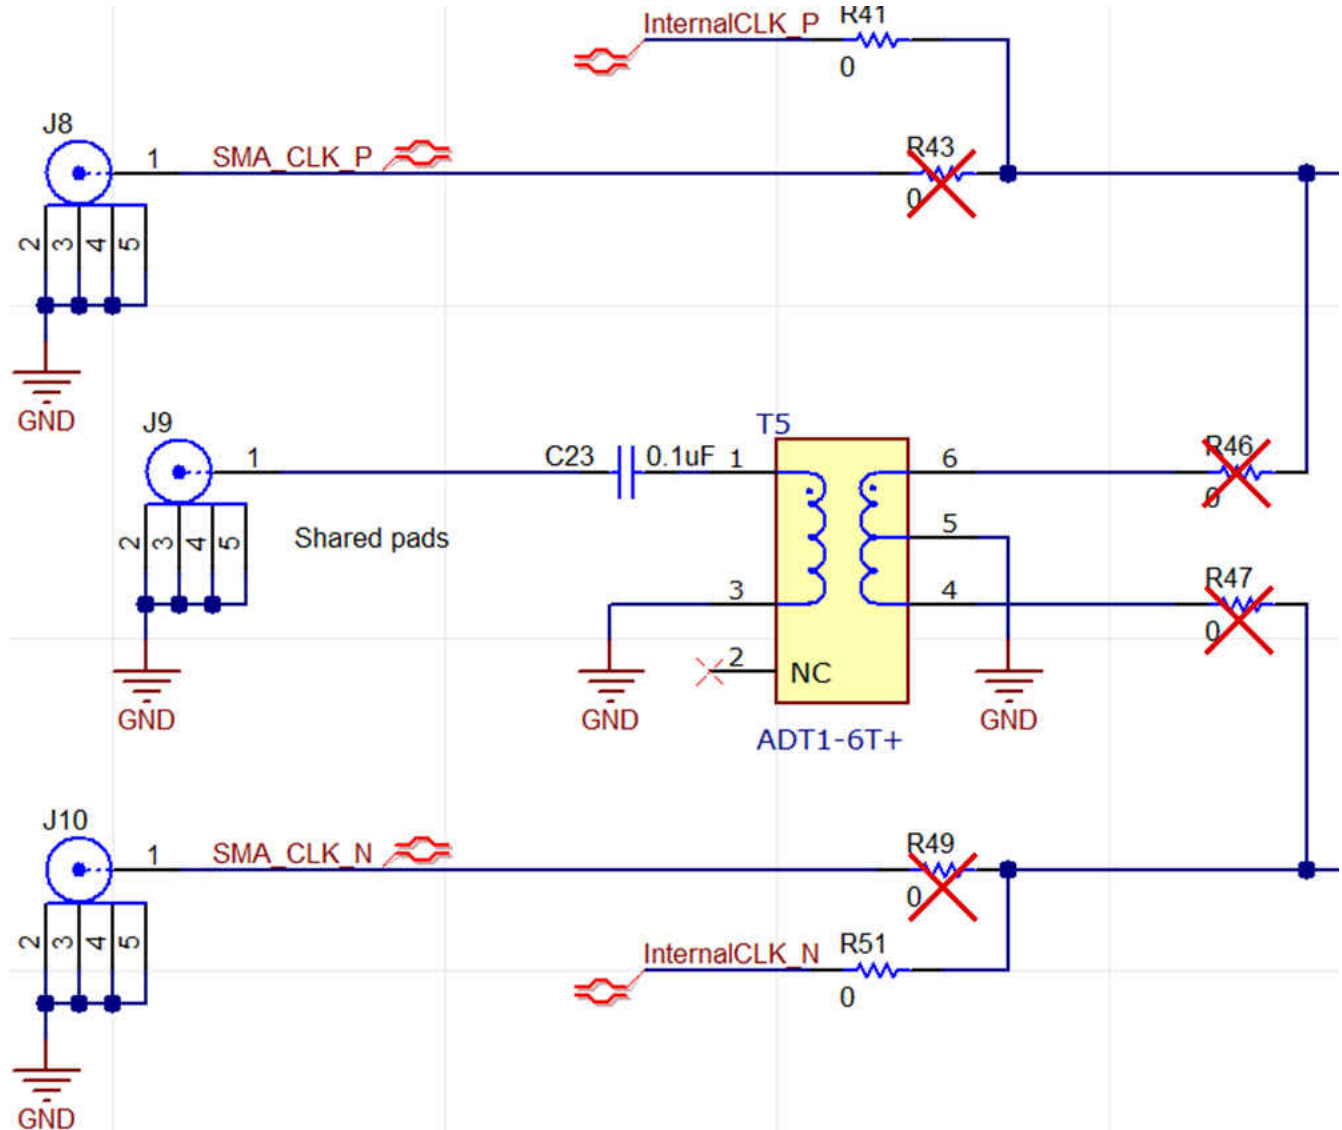 InternalCLK_P
R41
0
J8
1
SMA_CLK_P
R43
0
2
3
4
5
GND
J9
1
C23
0.1uF
T5
1
6
R46
0
2
3
4
5
Shared pads
5
3
4
R47
0
2
NC
GND
GND
GND
ADT1-6T+
J10
1
SMA_CLK_N
R49
0
2
3
4
5
InternalCLK_N
R51
0
GND